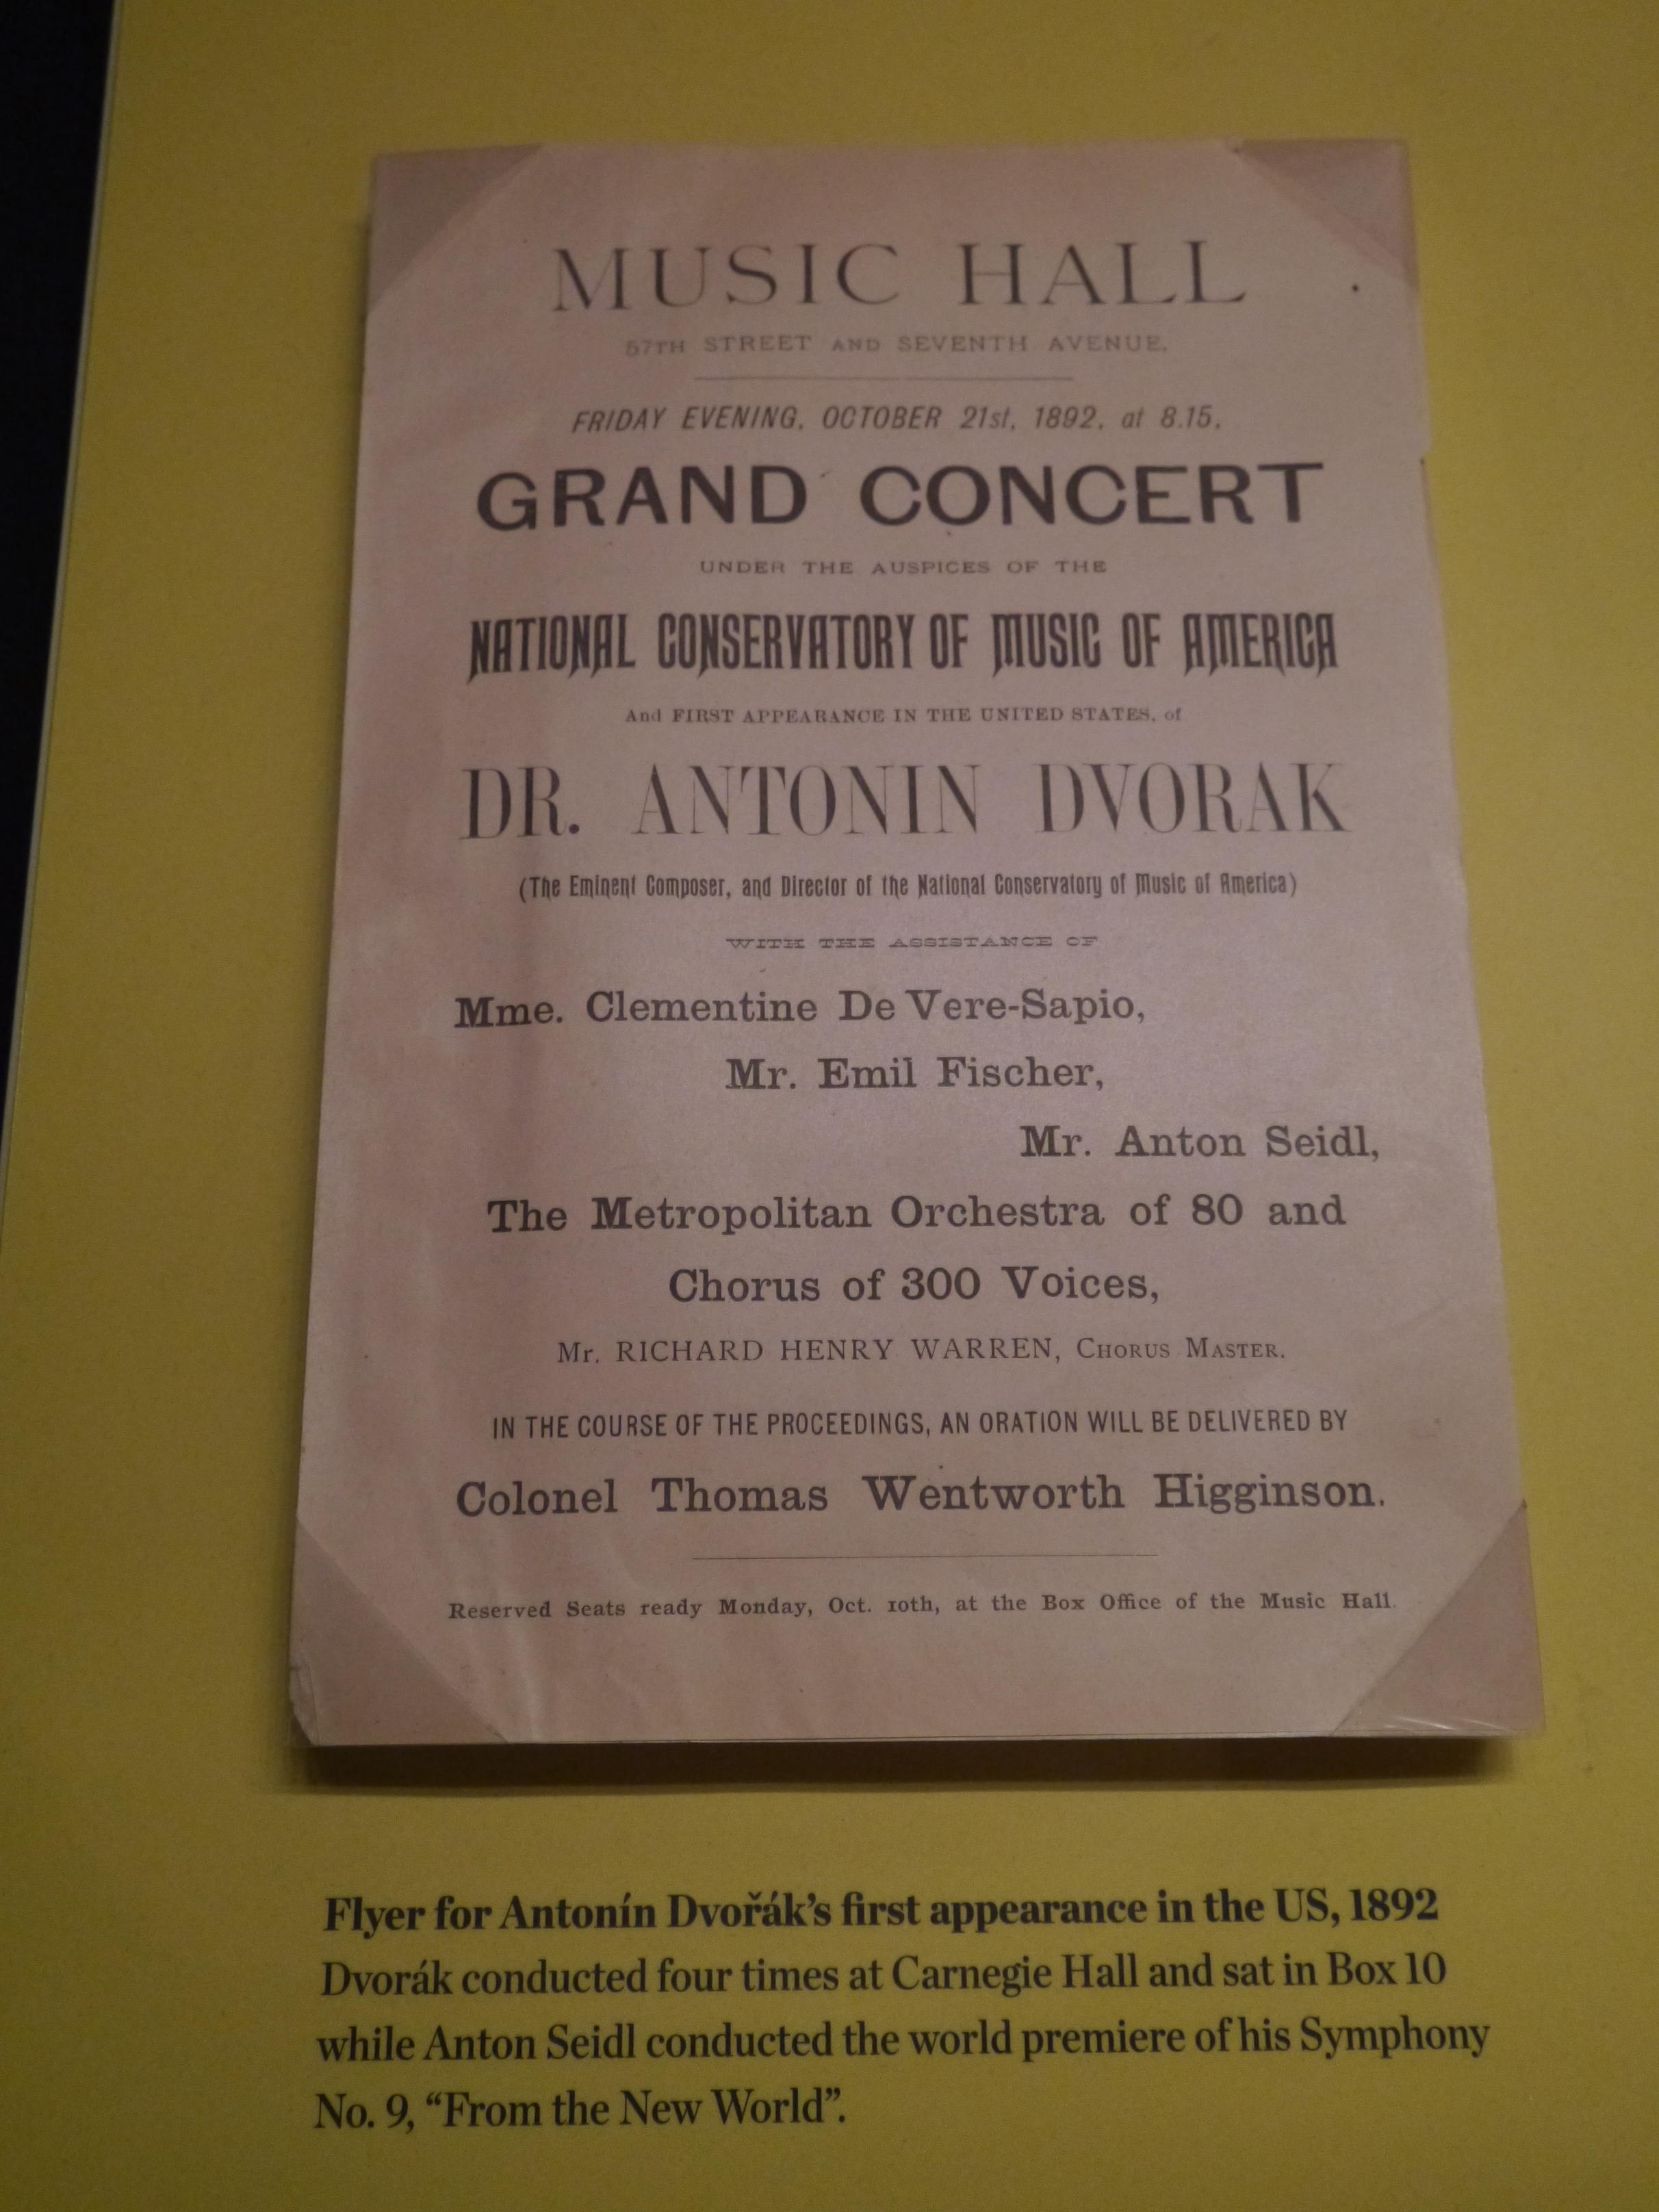 MUSIC HALL
57TH STREET AND SEVENTH AVENUE.
FRIDAY EVENING, OCTOBER 21st, 1892, at 8.15,
GRAND CONCERT
UNDER THE AUSPICES OF THE
NATIONAL CONSERVATORY OF MUSIC OF AMERICA
And FIRST APPEARANCE IN THE UNITED STATES, of
DR. ANTONIN DVORAK
(The Eminent Composer, and Director of the National Conservatory of Music of America)
WITH THE ASSISTANCE OF
Mme. Clementine De Vere-Sapio,
Mr. Emil Fischer,
Mr. Anton Seidl,
The Metropolitan Orchestra of 80 and
Chorus of 300 Voices,
Mr. RICHARD HENRY WARREN, CHORUS MASTER.
IN THE COURSE OF THE PROCEEDINGS, AN ORATION WILL BE DELIVERED BY
Colonel Thomas Wentworth Higginson.
Reserved Seats ready Monday, Oct. 10th, at the Box Office of the Music Hall.
Flyer for Antonín Dvořák's first appearance in the US, 1892
Dvorák conducted four times at Carnegie Hall and sat in Box 10
while Anton Seidl conducted the world premiere of his Symphony
No. 9, “From the New World”.